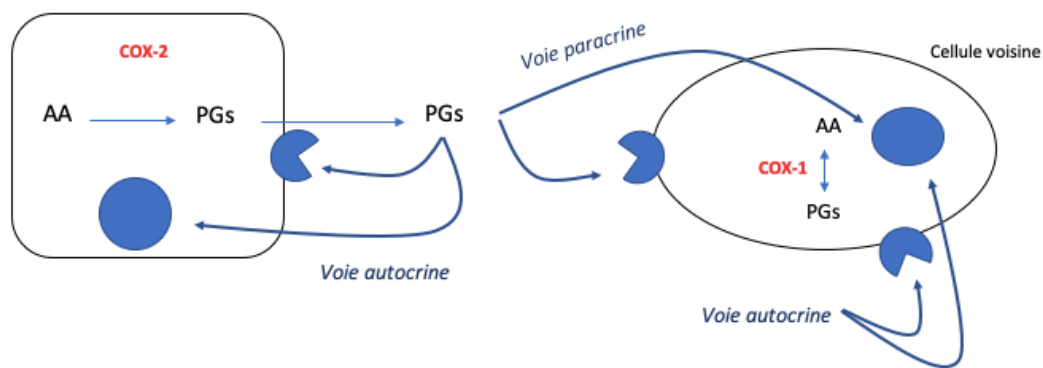 COX-2
AA
PGs
PGs
Voie autocrine
Voie paracrine
Cellule voisine
AA
COX-1
PGs
Voie autocrine